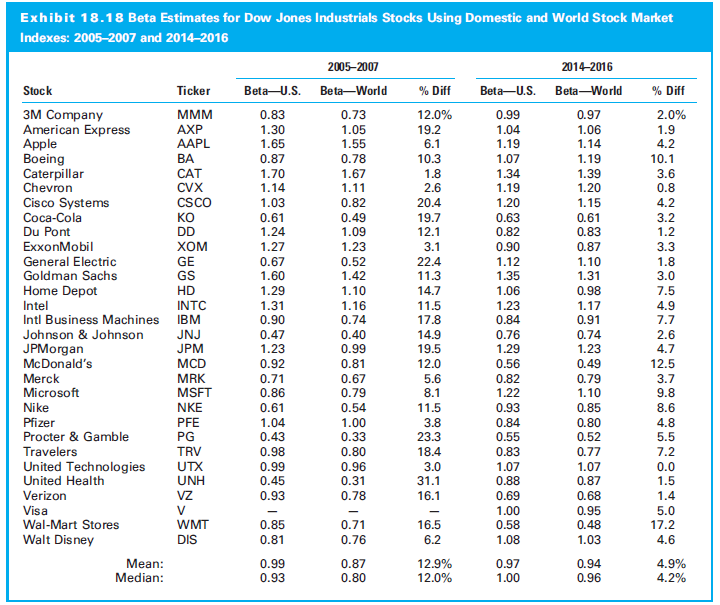 Exhibit 18.18 Beta Estimates for Dow Jones Industrials Stocks Using Domestic and World Stock Market
Indexes: 2005–2007 and 2014–2016
2005–2007 2014–2016
Stock Ticker Beta—U.S. Beta—World % Diff Beta—U.S. Beta—World % Diff
3M Company MMM 0.83 0.73 12.0% 0.99 0.97 2.0%
American Express AXP 1.30 1.05 19.2 1.04 1.06 1.9
Apple AAPL 1.65 1.55 6.1 1.19 1.14 4.2
Boeing BA 0.87 0.78 10.3 1.07 1.19 10.1
Caterpillar CAT 1.70 1.67 1.8 1.34 1.39 3.6
Chevron CVX 1.14 1.11 2.6 1.19 1.20 0.8
Cisco Systems CSCO 1.03 0.82 20.4 1.20 1.15 4.2
Coca-Cola KO 0.61 0.49 19.7 0.63 0.61 3.2
Du Pont DD 1.24 1.09 12.1 0.82 0.83 1.2
ExxonMobil XOM 1.27 1.23 3.1 0.90 0.87 3.3
General Electric GE 0.67 0.52 22.4 1.12 1.10 1.8
Goldman Sachs GS 1.60 1.42 11.3 1.35 1.31 3.0
Home Depot HD 1.29 1.10 14.7 1.06 0.98 7.5
Intel INTC 1.31 1.16 11.5 1.23 1.17 4.9
Intl Business Machines IBM 0.90 0.74 17.8 0.84 0.91 7.7
Johnson & Johnson JNJ 0.47 0.40 14.9 0.76 0.74 2.6
JPMorgan JPM 1.23 0.99 19.5 1.29 1.23 4.7
McDonald's MCD 0.92 0.81 12.0 0.56 0.49 12.5
Merck MRK 0.71 0.67 5.6 0.82 0.79 3.7
Microsoft MSFT 0.86 0.79 8.1 1.22 1.10 9.8
Nike NKE 0.61 0.54 11.5 0.93 0.85 8.6
Pfizer PFE 1.04 1.00 3.8 0.84 0.80 4.8
Procter & Gamble PG 0.43 0.33 23.3 0.55 0.52 5.5
Travelers TRV 0.98 0.80 18.4 0.83 0.77 7.2
United Technologies UTX 0.99 0.96 3.0 1.07 1.07 0.0
United Health UNH 0.45 0.31 31.1 0.88 0.87 1.5
Verizon VZ 0.93 0.78 16.1 0.69 0.68 1.4
Visa V — — — 1.00 0.95 5.0
Wal-Mart Stores WMT 0.85 0.71 16.5 0.58 0.48 17.2
Walt Disney DIS 0.81 0.76 6.2 1.08 1.03 4.6
Mean: 0.99 0.87 12.9% 0.97 0.94 4.9%
Median: 0.93 0.80 12.0% 1.00 0.96 4.2%